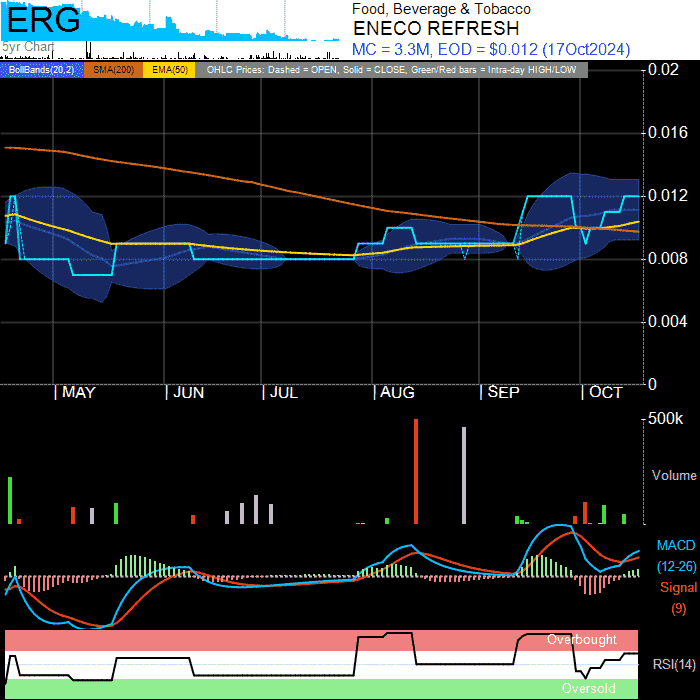 ERG
5yr Chart
Food, Beverage & Tobacco
ENECO REFRESH
MC = 3.3M, EOD = $0.012 (17Oct2024)
BollBands(20,2) SMA(200) EMA(50) OHLC Prices: Dashed = OPEN, Solid = CLOSE, Green/Red bars = Intra-day HIGH/LOW
0.02
0.016
0.012
0.008
0.004
0
MAY JUN JUL AUG SEP OCT
500k
Volume
MACD
(12-26)
Signal
(9)
Overbought
RSI(14)
Oversold